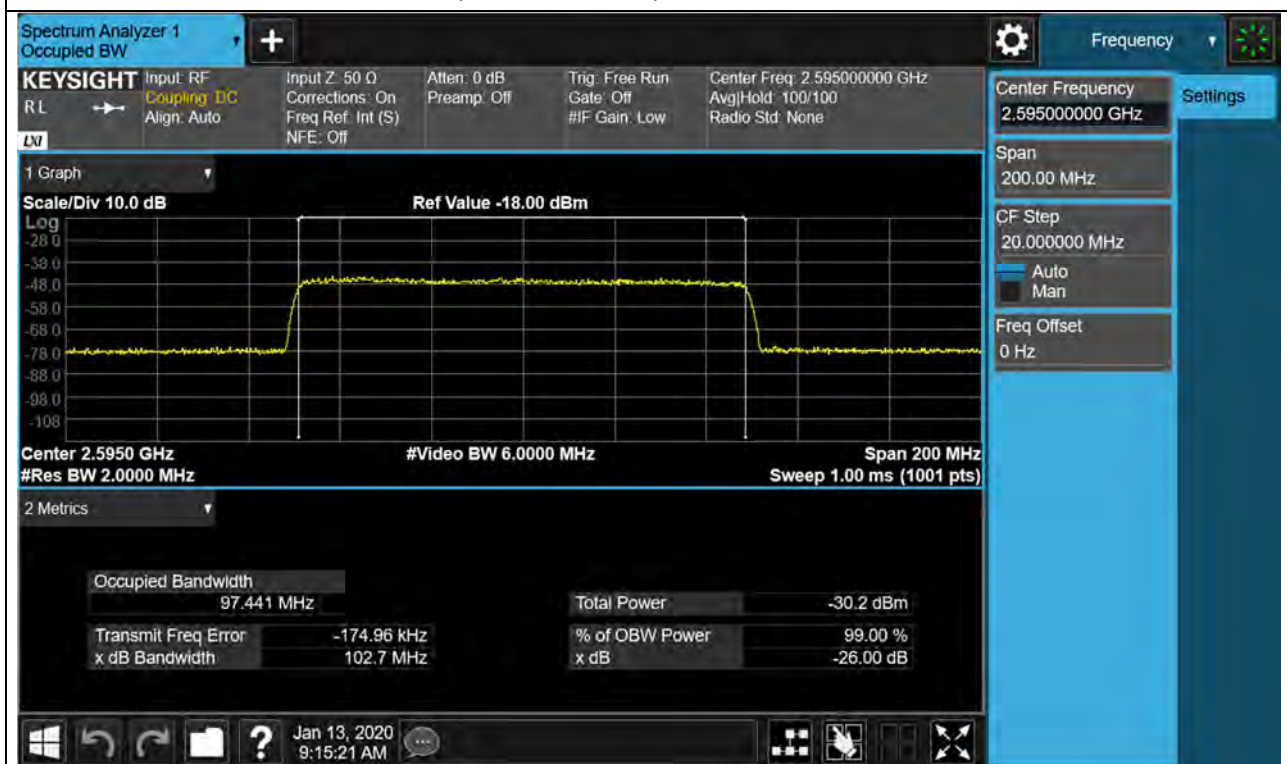 Spectrum Analyzer 1
Occupied BW
Frequency
KEYSIGHT
R L
LXI
Input: RF
Coupling: DC
Align: Auto
Input Z: 50 Ω
Corrections: On
Freq Ref: Int (S)
NFE: Off
Atten: 0 dB
Preamp: Off
Trig: Free Run
Gate: Off
#IF Gain: Low
Center Freq: 2.595000000 GHz
Avg|Hold: 100/100
Radio Std: None
Center Frequency
2.595000000 GHz
Settings
Span
200.00 MHz
CF Step
20.000000 MHz
Auto
Man
Freq Offset
0 Hz
1 Graph
Scale/Div 10.0 dB
Ref Value -18.00 dBm
Log
-28.0
-38.0
-48.0
-58.0
-68.0
-78.0
-88.0
-98.0
-108
Center 2.5950 GHz
#Video BW 6.0000 MHz
Span 200 MHz
#Res BW 2.0000 MHz
Sweep 1.00 ms (1001 pts)
2 Metrics
Occupied Bandwidth
97.441 MHz
Total Power -30.2 dBm
Transmit Freq Error -174.96 kHz
% of OBW Power 99.00 %
x dB Bandwidth 102.7 MHz
x dB -26.00 dB
?
Jan 13, 2020
9:15:21 AM